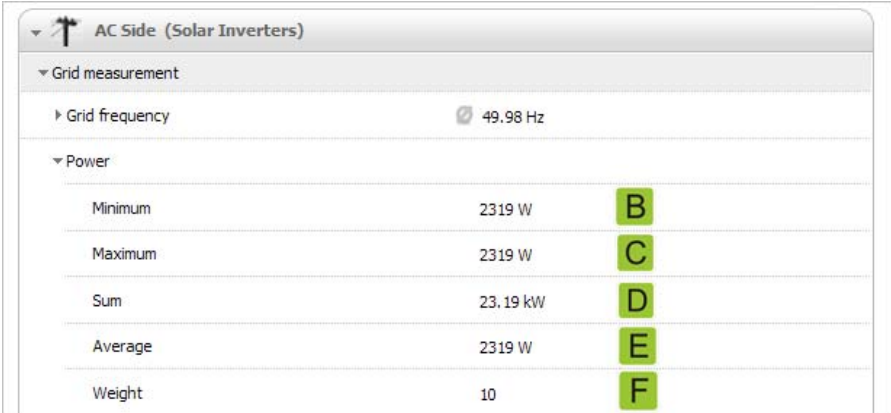 AC Side (Solar Inverters)
Grid measurement
Grid frequency Ø 49.98 Hz
Power
Minimum 2319 W B
Maximum 2319 W C
Sum 23.19 kW D
Average 2319 W E
Weight 10 F